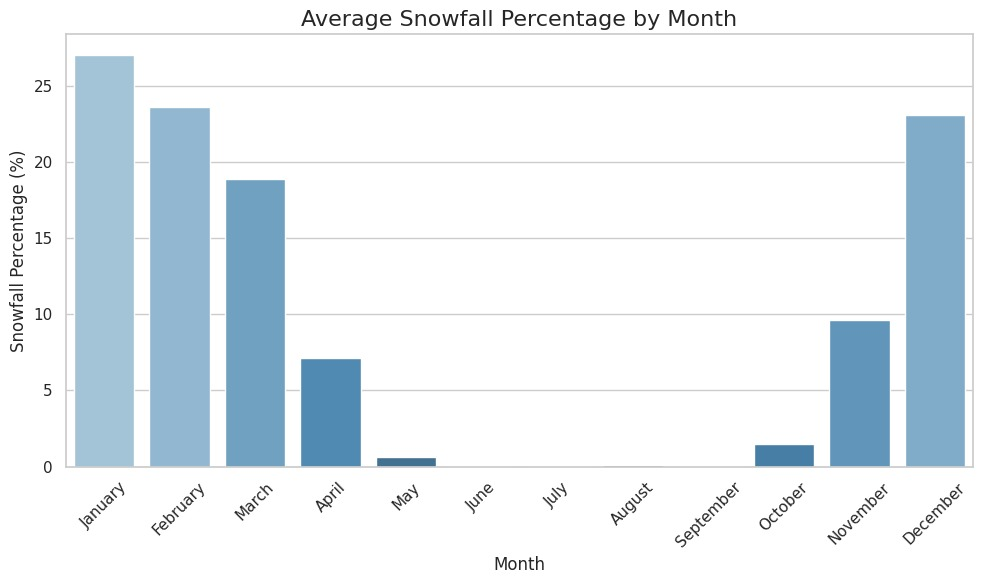 Average Snowfall Percentage by Month
Snowfall Percentage (%)
25
20
15
10
5
0
January
February
March
April
May
June
July
August
September
October
November
December
Month